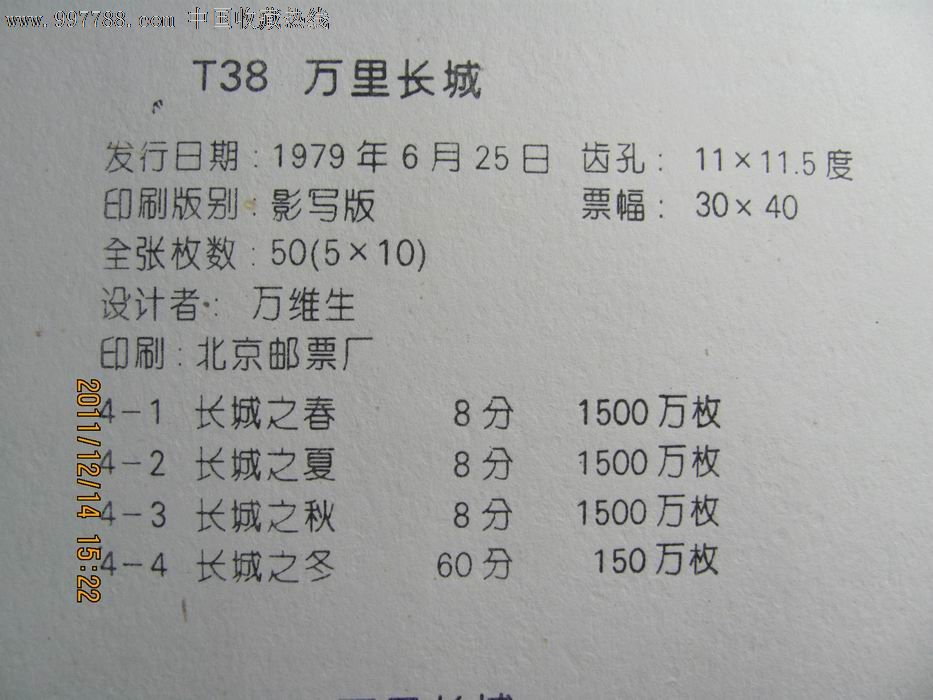 www.997788.com 中国收藏热线
T38 万里长城
发行日期：1979年6月25日 齿孔： 11×11.5度
印刷版别：影写版 票幅： 30×40
全张枚数：50(5×10)
设计者： 万维生
印刷：北京邮票厂
4-1 长城之春 8分 1500万枚
4-2 长城之夏 8分 1500万枚
4-3 长城之秋 8分 1500万枚
4-4 长城之冬 60分 150万枚
2011/12/14 15:22